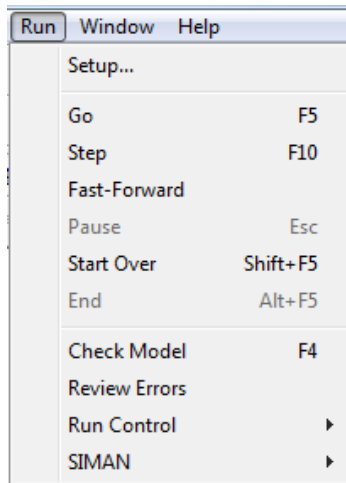 Run Window Help
Setup...
Go F5
Step F10
Fast-Forward
Pause Esc
Start Over Shift+F5
End Alt+F5
Check Model F4
Review Errors
Run Control
SIMAN